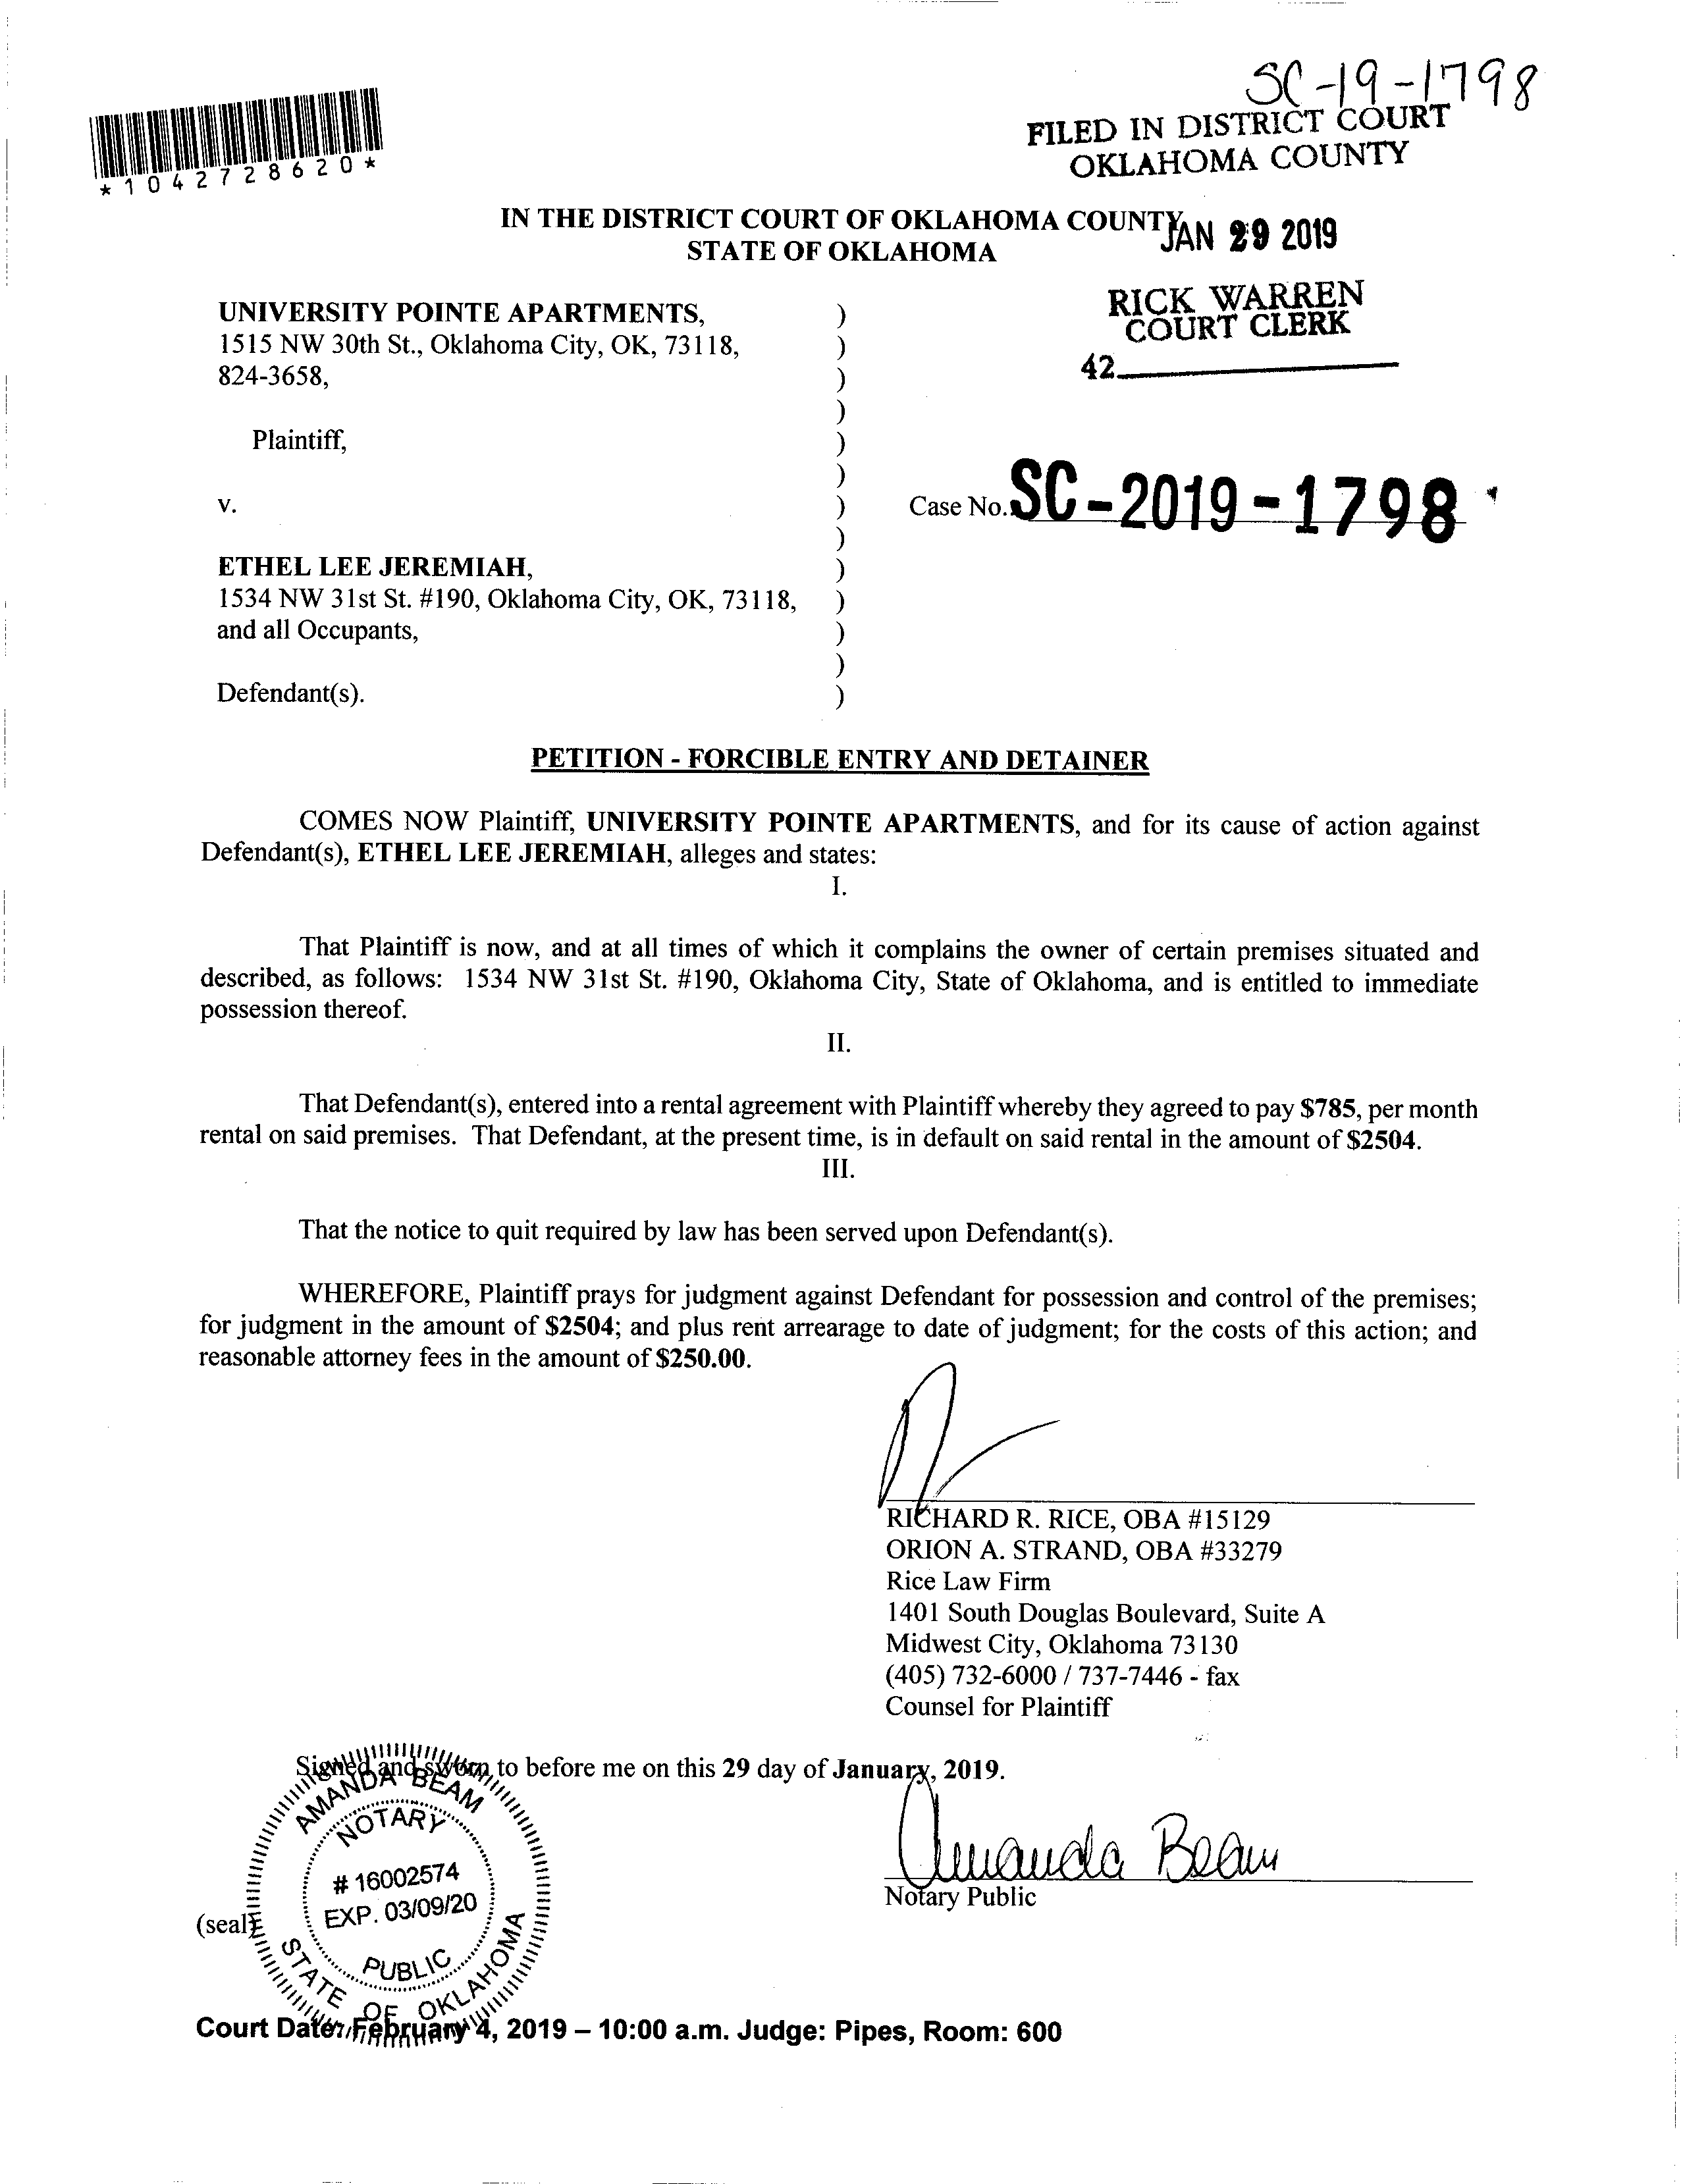 SC-19-1798
FILED IN DISTRICT COURT
OKLAHOMA COUNTY
*1042728620*
IN THE DISTRICT COURT OF OKLAHOMA COUNTY
STATE OF OKLAHOMA
JAN 29 2019
RICK WARREN
COURT CLERK
42
UNIVERSITY POINTE APARTMENTS, )
1515 NW 30th St., Oklahoma City, OK, 73118, )
824-3658, )
)
Plaintiff, )
)
v. )
)
Case No. SC-2019-1798
ETHEL LEE JEREMIAH, )
1534 NW 31st St. #190, Oklahoma City, OK, 73118, )
and all Occupants, )
)
Defendant(s). )
PETITION - FORCIBLE ENTRY AND DETAINER
COMES NOW Plaintiff, UNIVERSITY POINTE APARTMENTS, and for its cause of action against
Defendant(s), ETHEL LEE JEREMIAH, alleges and states:
I.
That Plaintiff is now, and at all times of which it complains the owner of certain premises situated and
described, as follows: 1534 NW 31st St. #190, Oklahoma City, State of Oklahoma, and is entitled to immediate
possession thereof.
II.
That Defendant(s), entered into a rental agreement with Plaintiff whereby they agreed to pay $785, per month
rental on said premises. That Defendant, at the present time, is in default on said rental in the amount of $2504.
III.
That the notice to quit required by law has been served upon Defendant(s).
WHEREFORE, Plaintiff prays for judgment against Defendant for possession and control of the premises;
for judgment in the amount of $2504; and plus rent arrearage to date of judgment; for the costs of this action; and
reasonable attorney fees in the amount of $250.00.
RICHARD R. RICE, OBA #15129
ORION A. STRAND, OBA #33279
Rice Law Firm
1401 South Douglas Boulevard, Suite A
Midwest City, Oklahoma 73130
(405) 732-6000 / 737-7446 - fax
Counsel for Plaintiff
Signed and sworn to before me on this 29 day of January, 2019.
Amanda Beam
Notary Public
(seal)
AMANDA BEAM
NOTARY
# 16002574
EXP. 03/09/20
PUBLIC
STATE OF OKLAHOMA
Court Date: February 4, 2019 – 10:00 a.m. Judge: Pipes, Room: 600